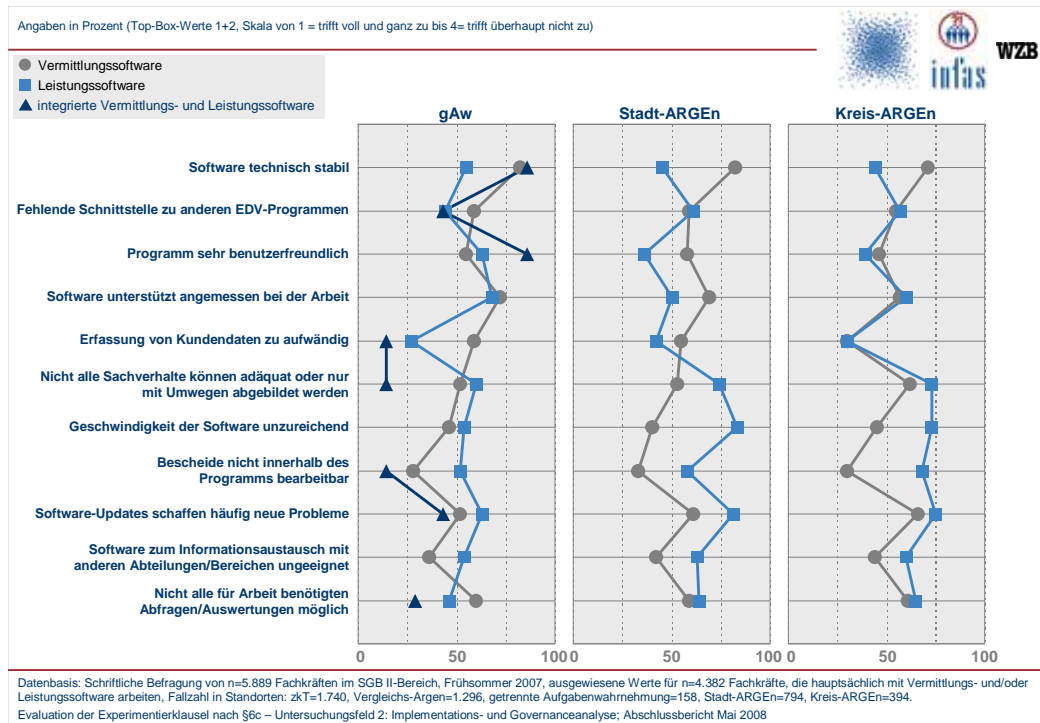 Angaben in Prozent (Top-Box-Werte 1+2, Skala von 1 = trifft voll und ganz zu bis 4= trifft überhaupt nicht zu)
infas
WZB
Vermittlungssoftware
Leistungssoftware
integrierte Vermittlungs- und Leistungssoftware
gAw
Stadt-ARGEn
Kreis-ARGEn
Software technisch stabil
Fehlende Schnittstelle zu anderen EDV-Programmen
Programm sehr benutzerfreundlich
Software unterstützt angemessen bei der Arbeit
Erfassung von Kundendaten zu aufwändig
Nicht alle Sachverhalte können adäquat oder nur
mit Umwegen abgebildet werden
Geschwindigkeit der Software unzureichend
Bescheide nicht innerhalb des
Programms bearbeitbar
Software-Updates schaffen häufig neue Probleme
Software zum Informationsaustausch mit
anderen Abteilungen/Bereichen ungeeignet
Nicht alle für Arbeit benötigten
Abfragen/Auswertungen möglich
0 50 100
0 50 100
0 50 100
Datenbasis: Schriftliche Befragung von n=5.889 Fachkräften im SGB II-Bereich, Frühsommer 2007, ausgewiesene Werte für n=4.382 Fachkräfte, die hauptsächlich mit Vermittlungs- und/oder
Leistungssoftware arbeiten, Fallzahl in Standorten: zkT=1.740, Vergleichs-Argen=1.296, getrennte Aufgabenwahrnehmung=158, Stadt-ARGEn=794, Kreis-ARGEn=394.
Evaluation der Experimentierklausel nach §6c – Untersuchungsfeld 2: Implementations- und Governanceanalyse; Abschlussbericht Mai 2008